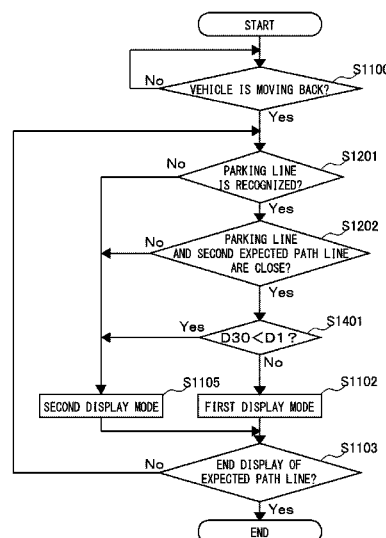 START
S1100
No
VEHICLE IS MOVING BACK?
Yes
S1201
No
PARKING LINE
IS RECOGNIZED?
Yes
S1202
No
PARKING LINE
AND SECOND EXPECTED PATH LINE
ARE CLOSE?
Yes
S1401
Yes
D30<D1?
No
S1105
S1102
SECOND DISPLAY MODE
FIRST DISPLAY MODE
S1103
No
END DISPLAY OF
EXPECTED PATH LINE?
Yes
END